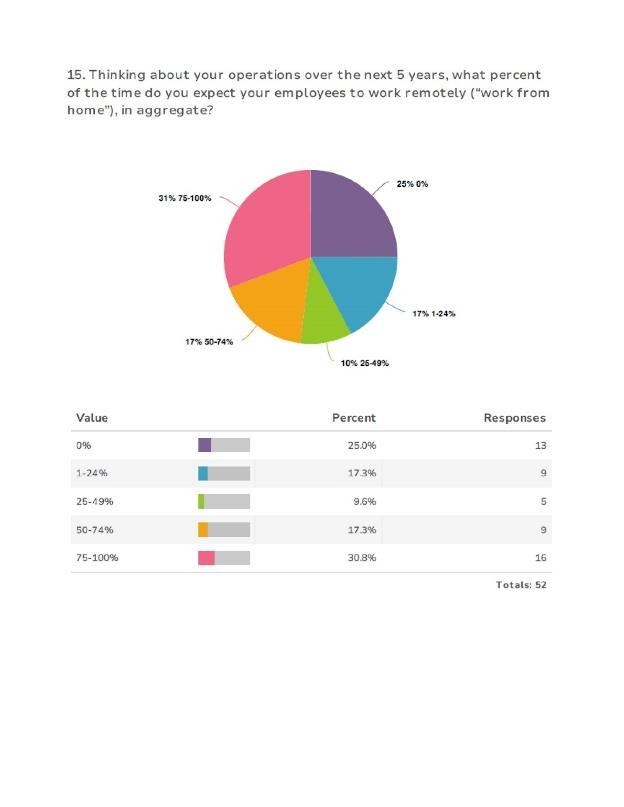 15. Thinking about your operations over the next 5 years, what percent
of the time do you expect your employees to work remotely (“work from
home”), in aggregate?
25% 0%
31% 75-100%
17% 1-24%
17% 50-74%
10% 25-49%
Value Percent Responses
0% 25.0% 13
1-24% 17.3% 9
25-49% 9.6% 5
50-74% 17.3% 9
75-100% 30.8% 16
Totals: 52